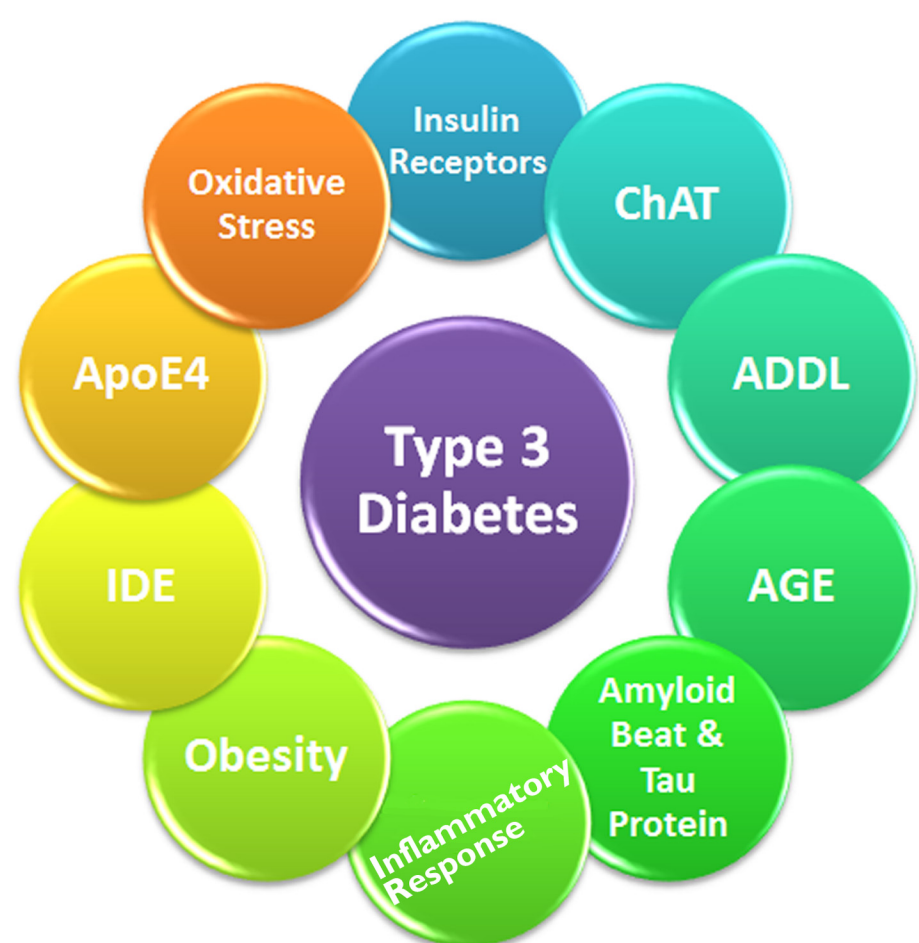 Insulin
Receptors
ChAT
ADDL
AGE
Amyloid
Beat &
Tau
Protein
Inflammatory
Response
Obesity
IDE
ApoE4
Oxidative
Stress
Type 3
Diabetes